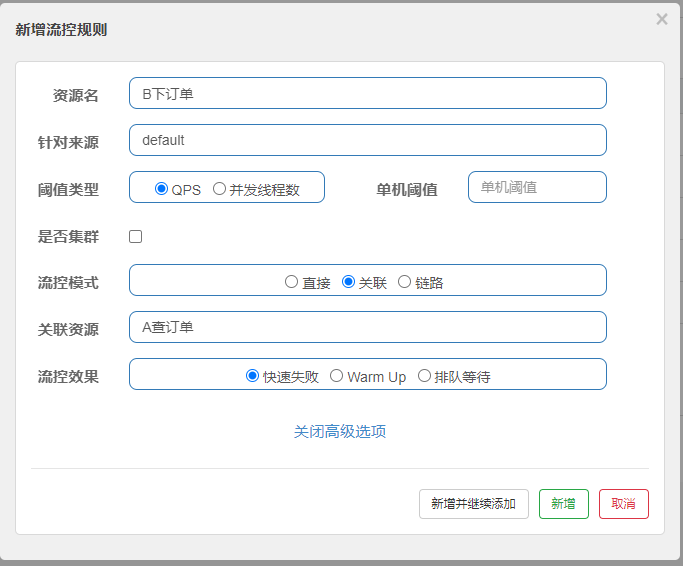 新增流控规则
×
资源名 B下订单
针对来源 default
阈值类型 QPS 并发线程数 单机阈值 单机阈值
是否集群
流控模式 直接 关联 链路
关联资源 A查订单
流控效果 快速失败 Warm Up 排队等待
关闭高级选项
新增并继续添加 新增 取消